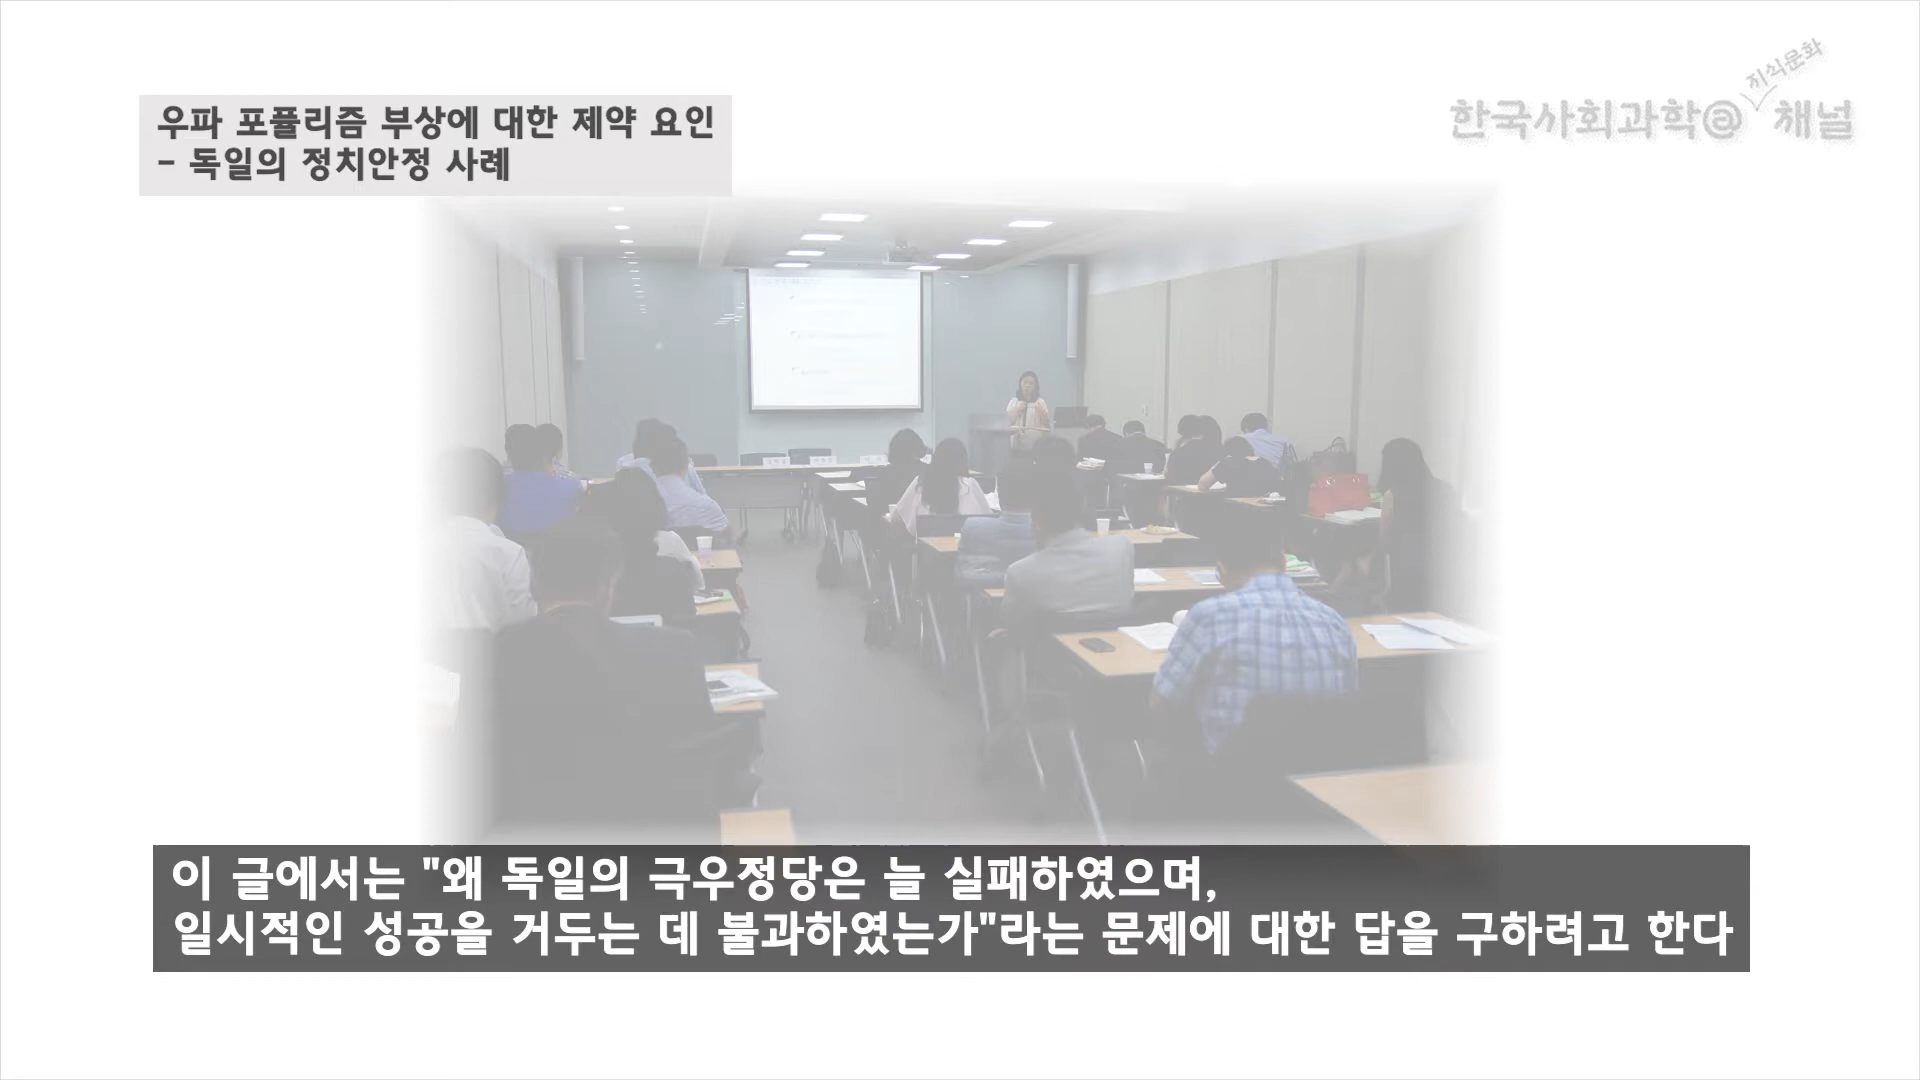 우파 포퓰리즘 부상에 대한 제약 요인
- 독일의 정치안정 사례
지식문화
한국사회과학@ 채널
이 글에서는 "왜 독일의 극우정당은 늘 실패하였으며,
일시적인 성공을 거두는 데 불과하였는가"라는 문제에 대한 답을 구하려고 한다